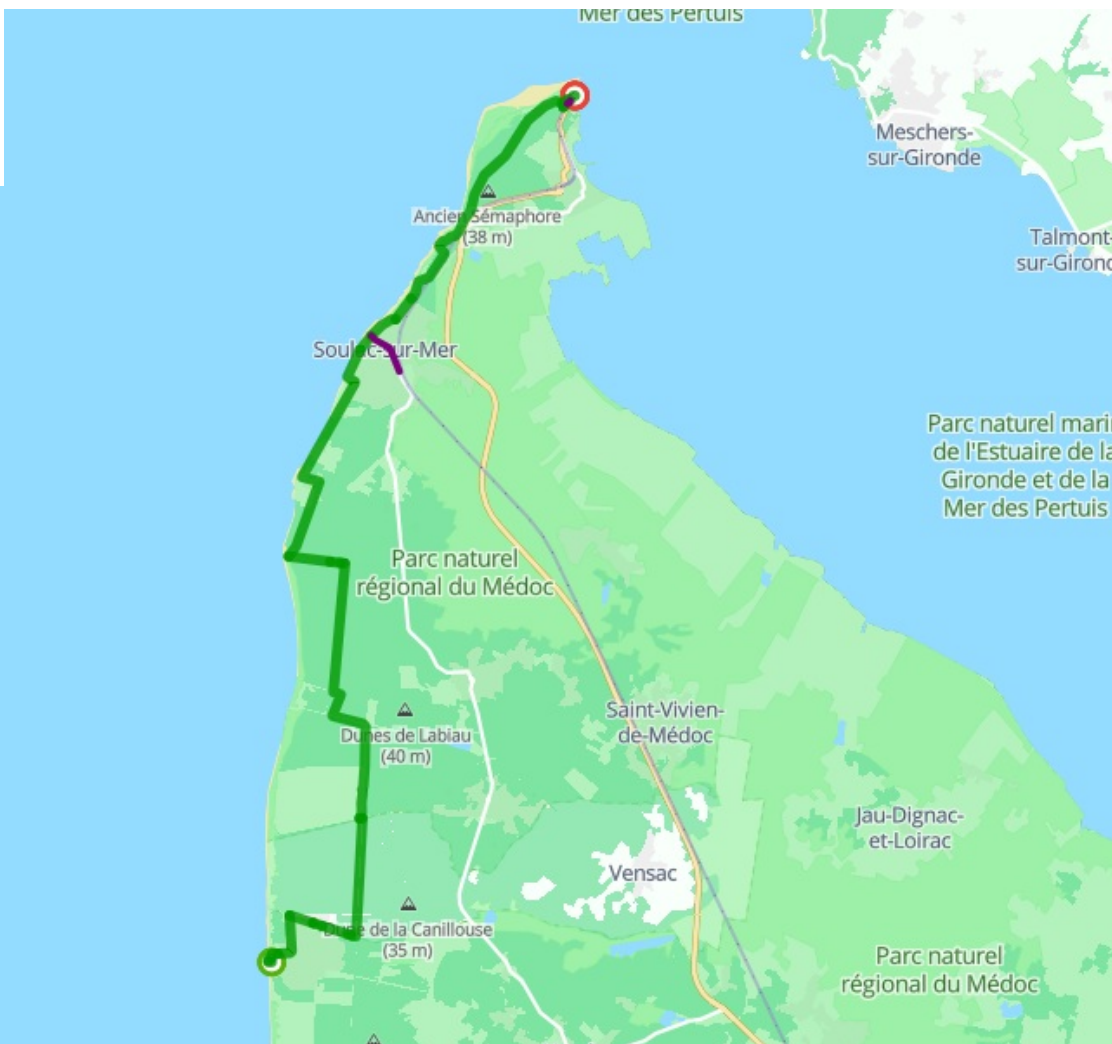 Mer des Pertuis
Meschers-
sur-Gironde
Ancien Sémaphore
(38 m)
Talmont-
sur-Girond
Soulac-sur-Mer
Parc naturel marin
de l'Estuaire de la
Gironde et de la
Mer des Pertuis
Parc naturel
régional du Médoc
Saint-Vivien-
de-Médoc
Dunes de Labiau
(40 m)
Jau-Dignac-
et-Loirac
Vensac
Dune de la Canillouse
(35 m)
Parc naturel
régional du Médoc